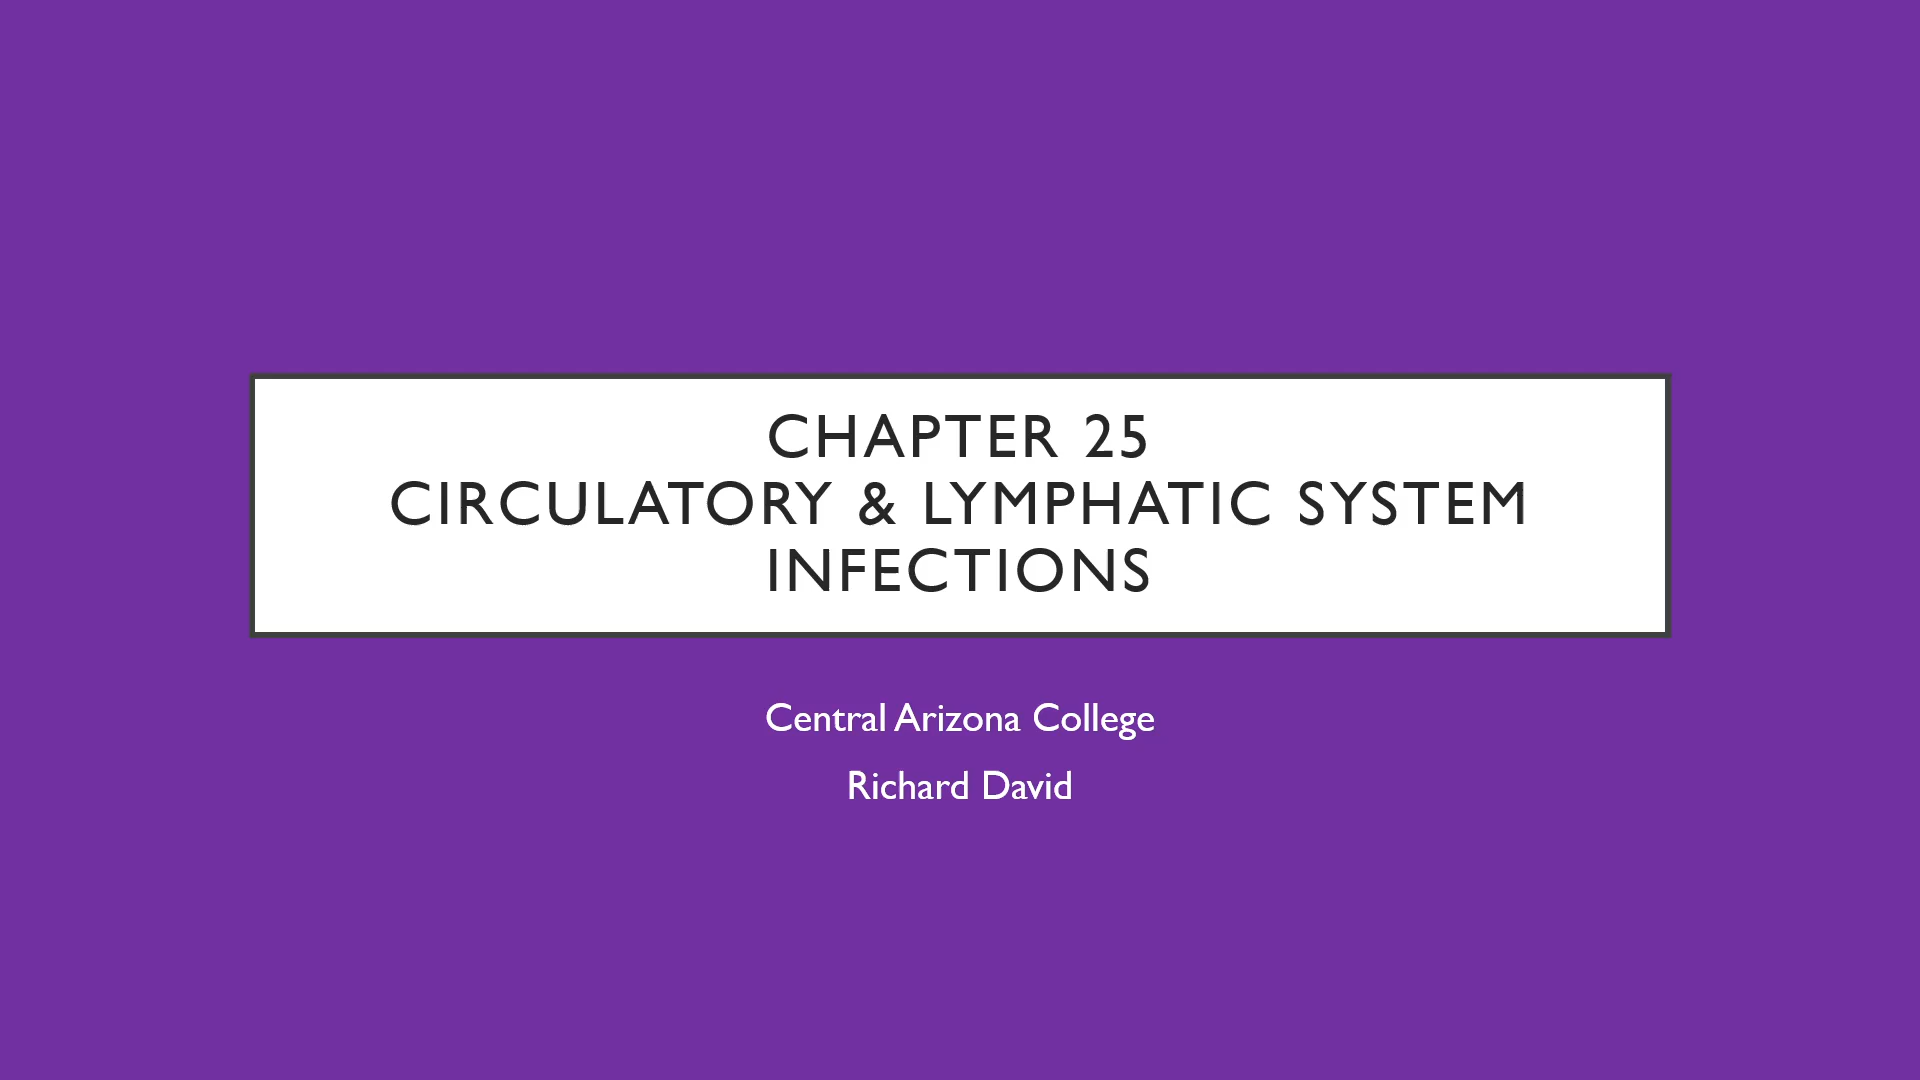 CHAPTER 25
CIRCULATORY & LYMPHATIC SYSTEM
INFECTIONS
Central Arizona College
Richard David